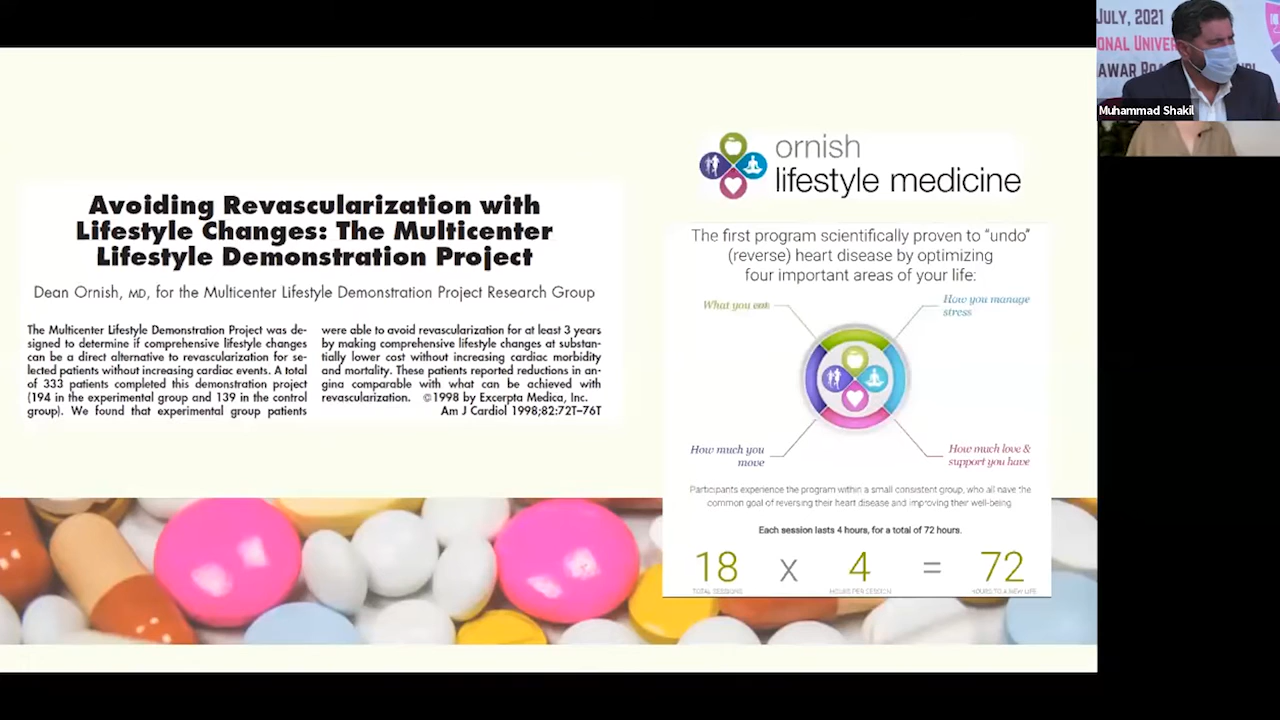 Avoiding Revascularization with
Lifestyle Changes: The Multicenter
Lifestyle Demonstration Project
Dean Ornish, MD, for the Multicenter Lifestyle Demonstration Project Research Group
The Multicenter Lifestyle Demonstration Project was de-
signed to determine if comprehensive lifestyle changes
can be a direct alternative to revascularization for se-
lected patients without increasing cardiac events. A total
of 333 patients completed this demonstration project
(194 in the experimental group and 139 in the control
group). We found that experimental group patients
were able to avoid revascularization for at least 3 years
by making comprehensive lifestyle changes at substan-
tially lower cost without increasing cardiac morbidity
and mortality. These patients reported reductions in an-
gina comparable with what can be achieved with
revascularization. ©1998 by Excerpta Medica, Inc.
Am J Cardiol 1998;82:72T–76T
ornish
lifestyle medicine
The first program scientifically proven to “undo”
(reverse) heart disease by optimizing
four important areas of your life:
What you eat
How you manage
stress
How much you
move
How much love &
support you have
Participants experience the program within a small consistent group, who all have the
common goal of reversing their heart disease and improving their well-being
Each session lasts 4 hours, for a total of 72 hours.
18 x 4 = 72
TOTAL SESSIONS HOURS PER SESSION HOURS TO A NEW LIFE
JULY, 2021
ONAL UNIVER
AWAR ROA
Muhammad Shakil